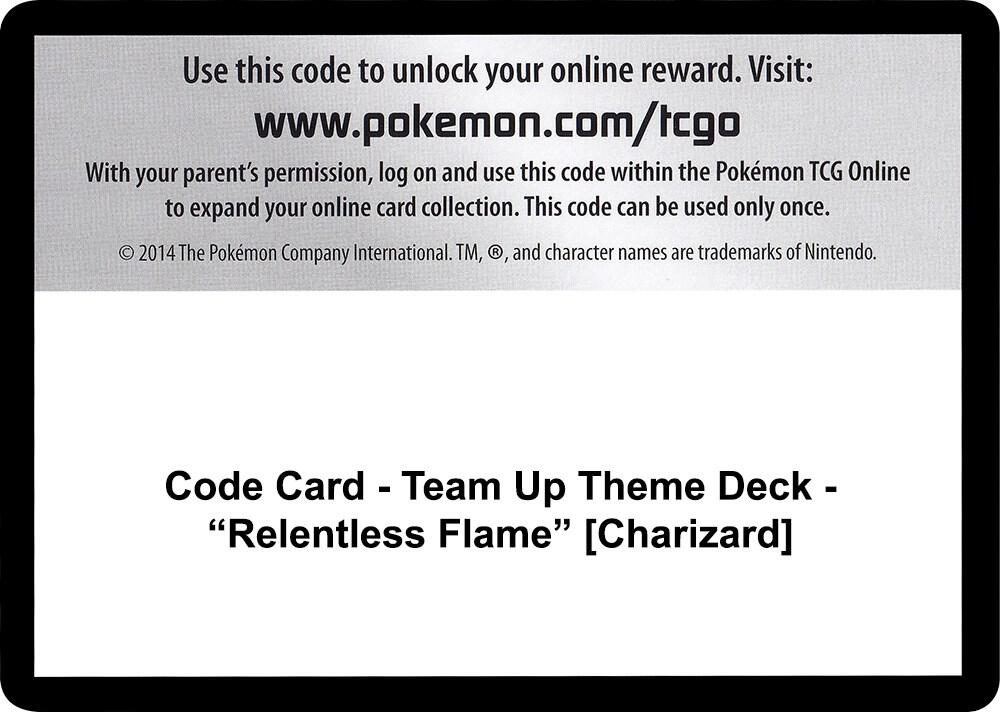 Use this code to unlock your online reward. Visit:
www.pokemon.com/tcgo
With your parent's permission, log on and use this code within the Pokémon TCG Online
to expand your online card collection. This code can be used only once.
© 2014 The Pokémon Company International. TM, ®, and character names are trademarks of Nintendo.
Code Card - Team Up Theme Deck -
“Relentless Flame” [Charizard]